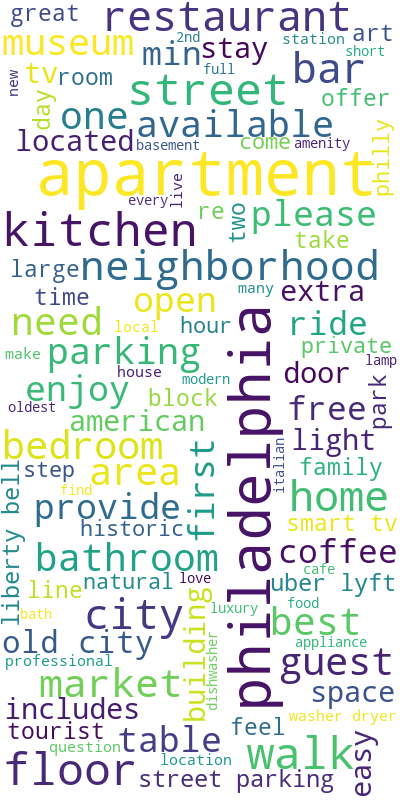 great
restaurant
art
2nd
station
short
museum
min
stay
full
bar
new
tv
room
street
offer
day
one
available
located
basement
come
amenity
philly
apartment
every
live
kitchen
re
two
please
take
large
neighborhood
time
open
many
extra
need
local
hour
ride
make
parking
house
private
lamp
enjoy
modern
door
oldest
block
free
park
american
light
bedroom
step
area
first
italian
family
find
provide
home
smart tv
liberty bell
historic
philadelphia
bathroom
coffee
line
natural
love
cafe
uber lyft
bath
city
building
luxury
food
best
old city
dishwasher
appliance
professional
market
guest
space
includes
washer dryer
tourist
table
feel
question
location
walk
easy
floor
street parking